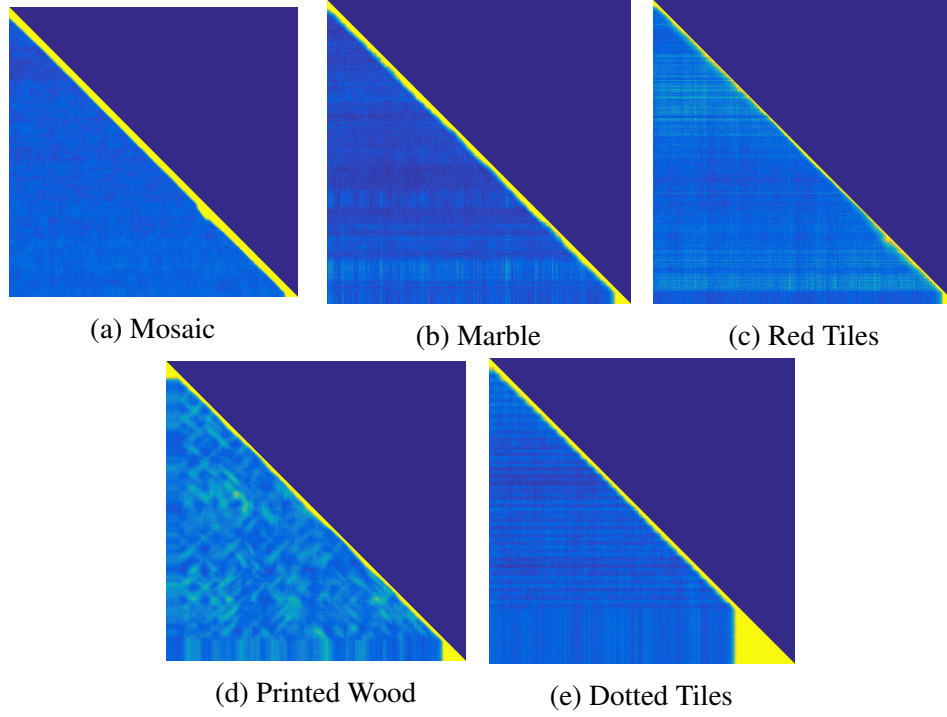 (a) Mosaic
(b) Marble
(c) Red Tiles
(d) Printed Wood
(e) Dotted Tiles